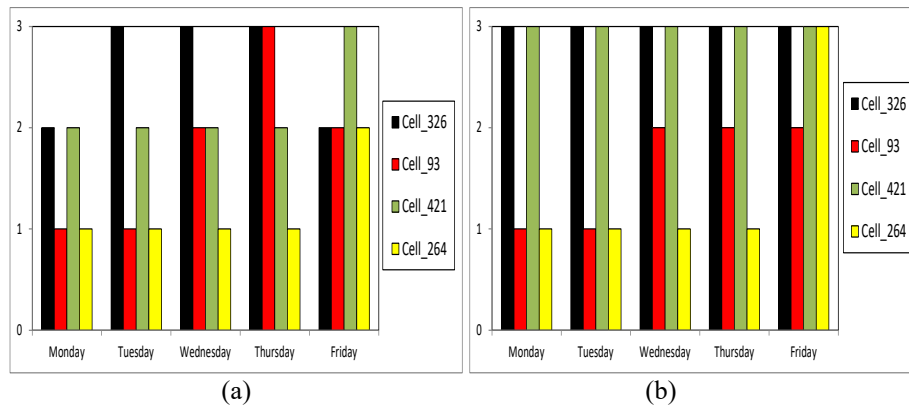 3
2
1
0
Monday Tuesday Wednesday Thursday Friday
Cell_326
Cell_93
Cell_421
Cell_264
(a)
3
2
1
0
Monday Tuesday Wednesday Thursday Friday
Cell_326
Cell_93
Cell_421
Cell_264
(b)